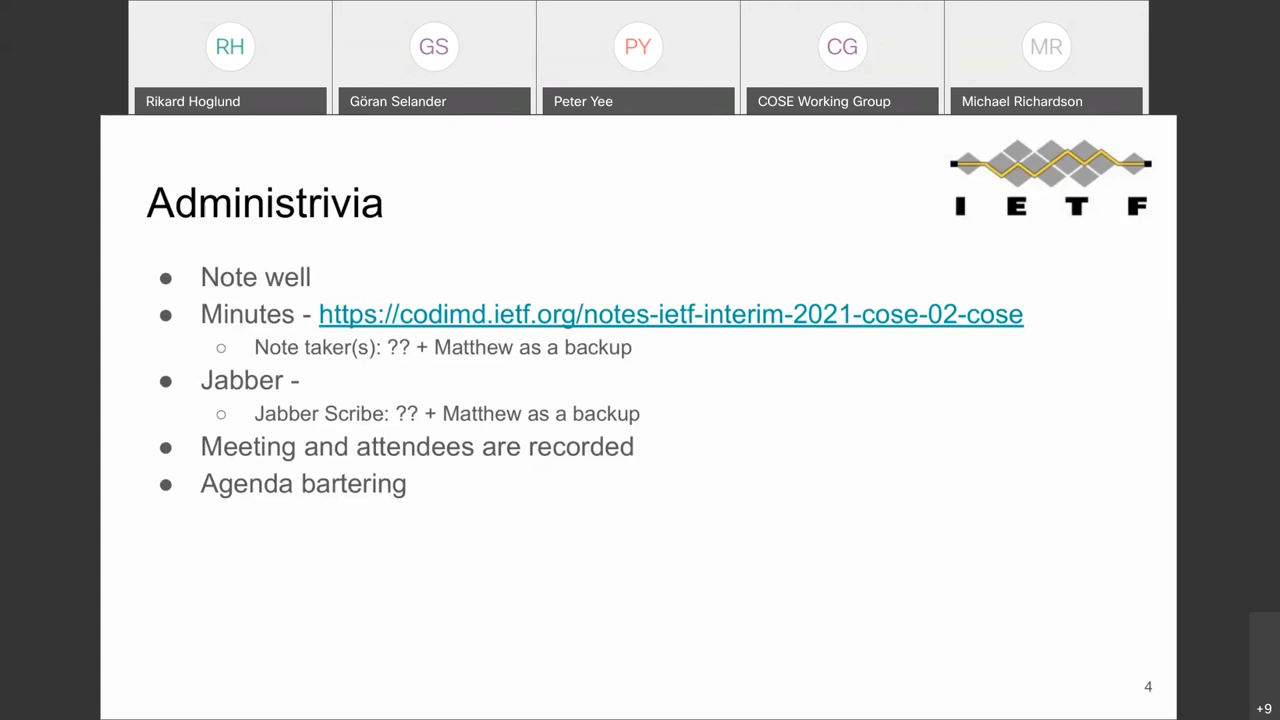 RH
GS
PY
CG
MR
Rikard Hoglund
Göran Selander
Peter Yee
COSE Working Group
Michael Richardson
I E T F
Administrivia
● Note well
● Minutes - https://codimd.ietf.org/notes-ietf-interim-2021-cose-02-cose
○ Note taker(s): ?? + Matthew as a backup
● Jabber -
○ Jabber Scribe: ?? + Matthew as a backup
● Meeting and attendees are recorded
● Agenda bartering
4
+9